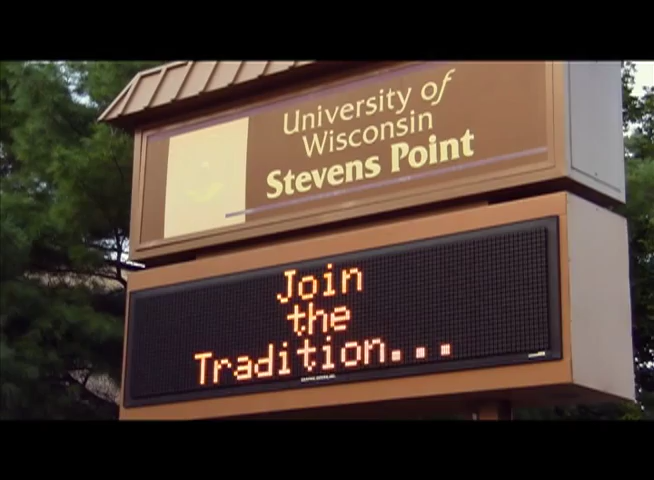 University of
Wisconsin
Stevens Point
Join
the
Tradition...